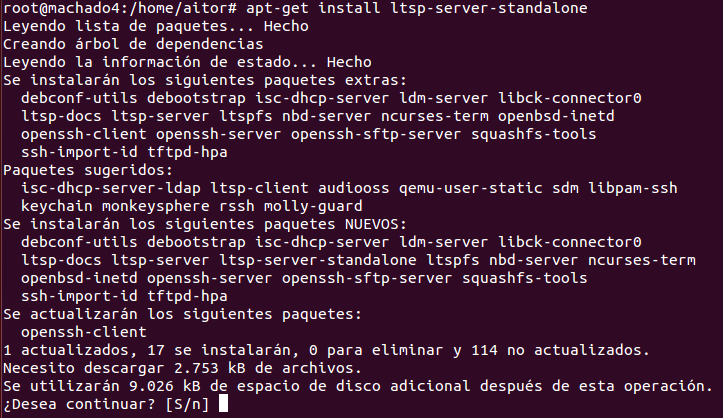 root@machado4:/home/aitor# apt-get install ltsp-server-standalone
Leyendo lista de paquetes... Hecho
Creando árbol de dependencias
Leyendo la información de estado... Hecho
Se instalarán los siguientes paquetes extras:
  debconf-utils debootstrap isc-dhcp-server ldm-server libck-connector0
  ltsp-docs ltsp-server ltspfs nbd-server ncurses-term openbsd-inetd
  openssh-client openssh-server openssh-sftp-server squashfs-tools
  ssh-import-id tftpd-hpa
Paquetes sugeridos:
  isc-dhcp-server-ldap ltsp-client audiooss qemu-user-static sdm libpam-ssh
  keychain monkeysphere rssh molly-guard
Se instalarán los siguientes paquetes NUEVOS:
  debconf-utils debootstrap isc-dhcp-server ldm-server libck-connector0
  ltsp-docs ltsp-server ltsp-server-standalone ltspfs nbd-server ncurses-term
  openbsd-inetd openssh-server openssh-sftp-server squashfs-tools
  ssh-import-id tftpd-hpa
Se actualizarán los siguientes paquetes:
  openssh-client
1 actualizados, 17 se instalarán, 0 para eliminar y 114 no actualizados.
Necesito descargar 2.753 kB de archivos.
Se utilizarán 9.026 kB de espacio de disco adicional después de esta operación.
¿Desea continuar? [S/n]